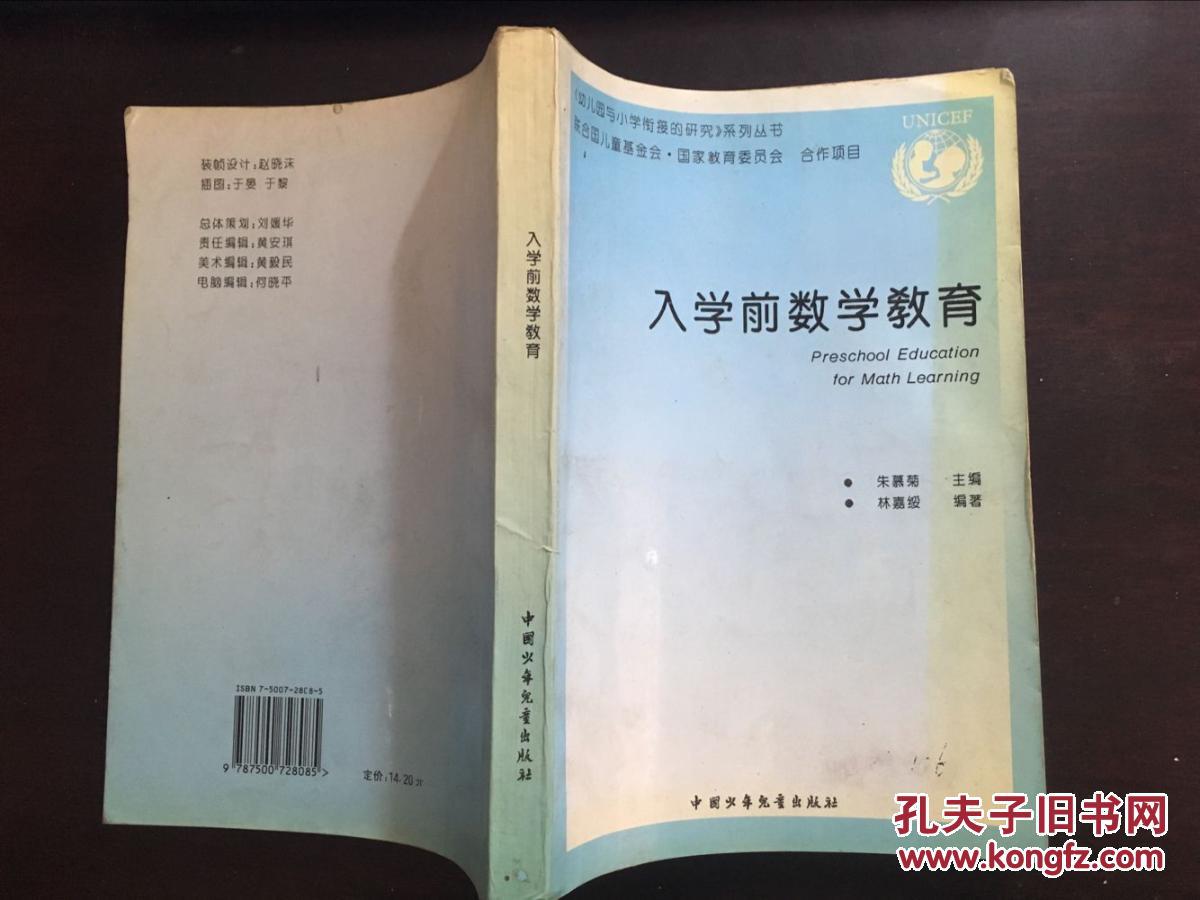 装帧设计：赵晓沫
插图：于晏 于黎
总体策划：刘媛华
责任编辑：黄安琪
美术编辑：黄毅民
电脑编辑：何晓平
ISBN 7-5007-2808-5
9 787500 728085 >
定价：14.20元
入学前数学教育
中国少年儿童出版社
《幼儿园与小学衔接的研究》系列丛书
联合国儿童基金会·国家教育委员会 合作项目
UNICEF
入学前数学教育
Preschool Education
for Math Learning
● 朱慕菊 主编
● 林嘉绥 编著
中国少年儿童出版社
孔夫子旧书网
www.kongfz.com